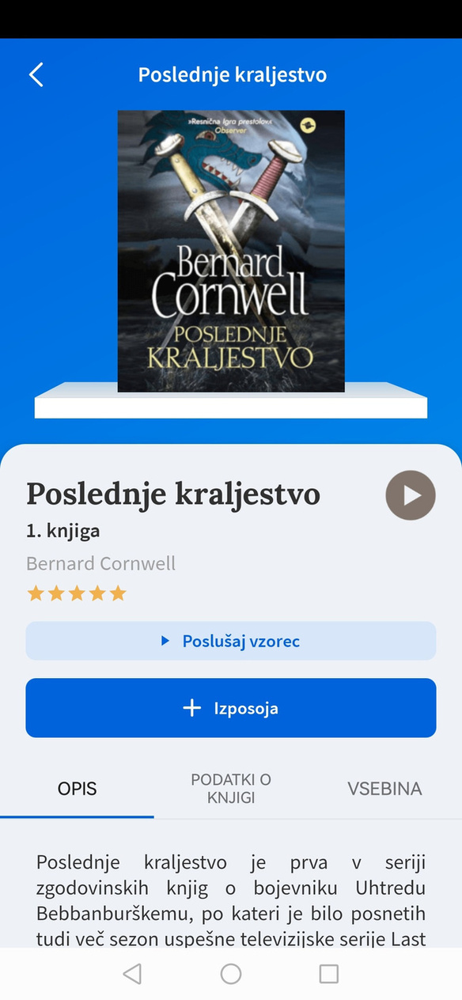 Poslednje kraljestvo
»Resnična Igra prestolov.«
Observer
Bernard
Cornwell
POSLEDNJE
KRALJESTVO
Poslednje kraljestvo
1. knjiga
Bernard Cornwell
Poslušaj vzorec
Izposoja
OPIS
PODATKI O
KNJIGI
VSEBINA
Poslednje kraljestvo je prva v seriji
zgodovinskih knjig o bojevniku Uhtredu
Bebbanburškemu, po kateri je bilo posnetih
tudi več sezon uspešne televizijske serije Last